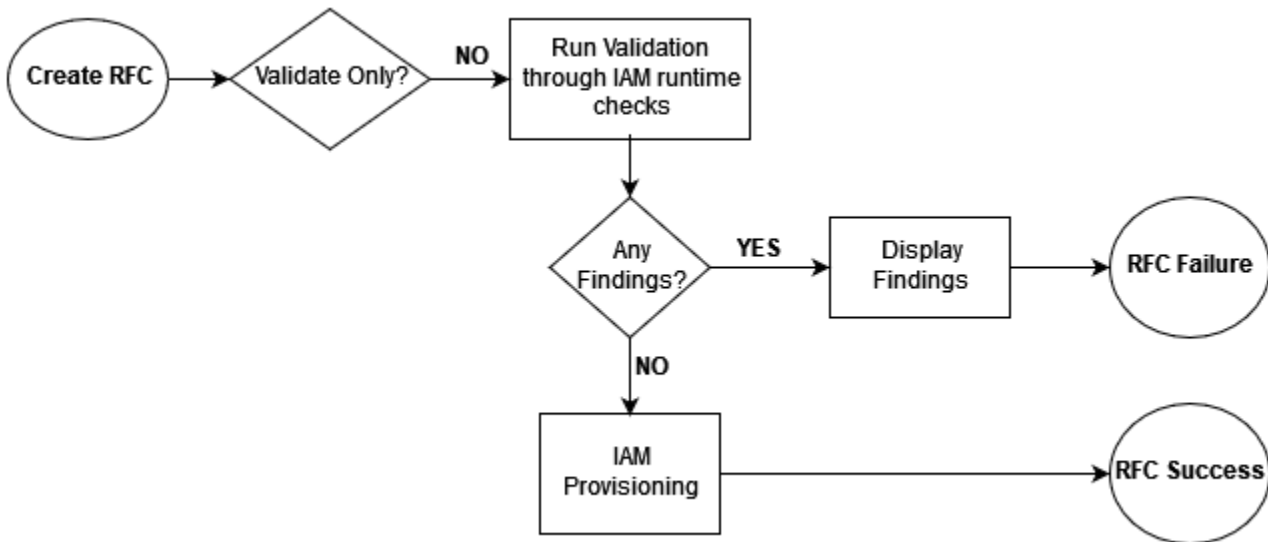 Create RFC
Validate Only?
NO
Run Validation
through IAM runtime
checks
Any
Findings?
YES
Display
Findings
RFC Failure
NO
IAM
Provisioning
RFC Success